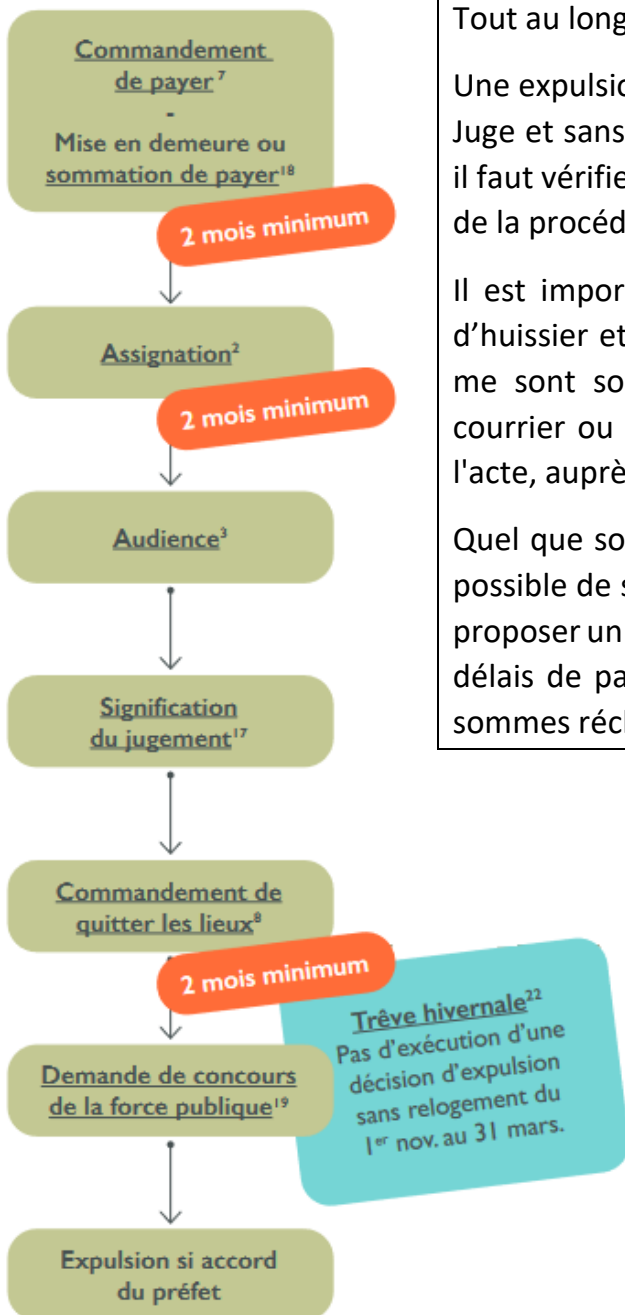 Commandement
de payer⁷
-
Mise en demeure ou
sommation de payer¹⁸
2 mois minimum
Assignation²
2 mois minimum
Audience³
Signification
du jugement¹⁷
Commandement de
quitter les lieux⁸
2 mois minimum
Trêve hivernale²²
Pas d'exécution d'une
décision d'expulsion
sans relogement du
1er nov. au 31 mars.
Demande de concours
de la force publique¹⁹
Expulsion si accord
du préfet
Tout au long
Une expulsio
Juge et sans
il faut vérifie
de la procéd
Il est impor
d’huissier et
me sont so
courrier ou
l'acte, auprè
Quel que so
possible de s
proposer un
délais de pa
sommes récl